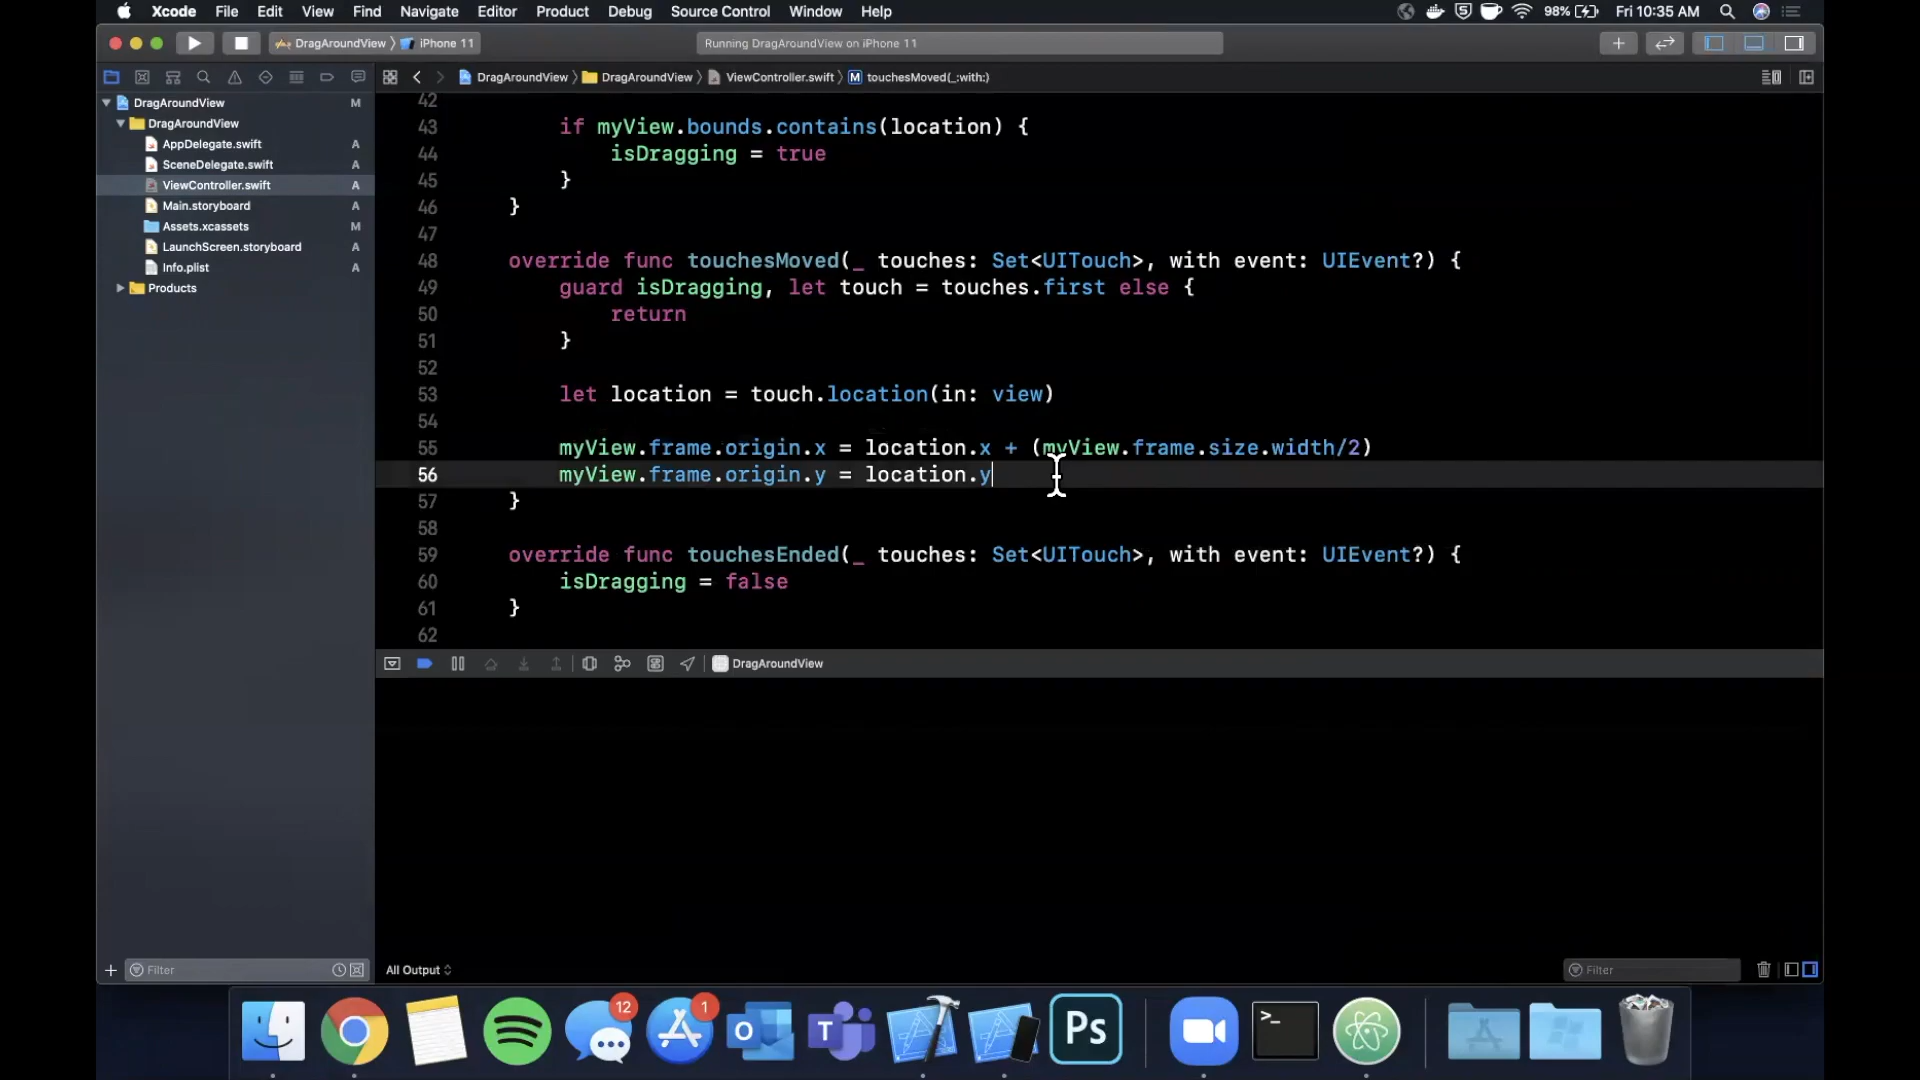 Xcode File Edit View Find Navigate Editor Product Debug Source Control Window Help 98% Fri 10:35 AM
DragAroundView iPhone 11 Running DragAroundView on iPhone 11
DragAroundView DragAroundView ViewController.swift M touchesMoved(_:with:)
DragAroundView M
DragAroundView
AppDelegate.swift A
SceneDelegate.swift A
ViewController.swift A
Main.storyboard A
Assets.xcassets M
LaunchScreen.storyboard A
Info.plist A
Products
42
43 if myView.bounds.contains(location) {
44 isDragging = true
45 }
46 }
47
48 override func touchesMoved(_ touches: Set<UITouch>, with event: UIEvent?) {
49 guard isDragging, let touch = touches.first else {
50 return
51 }
52
53 let location = touch.location(in: view)
54
55 myView.frame.origin.x = location.x + (myView.frame.size.width/2)
56 myView.frame.origin.y = location.y
57 }
58
59 override func touchesEnded(_ touches: Set<UITouch>, with event: UIEvent?) {
60 isDragging = false
61 }
62
DragAroundView
Filter
All Output
Filter
12
1
O
T
Ps
>_